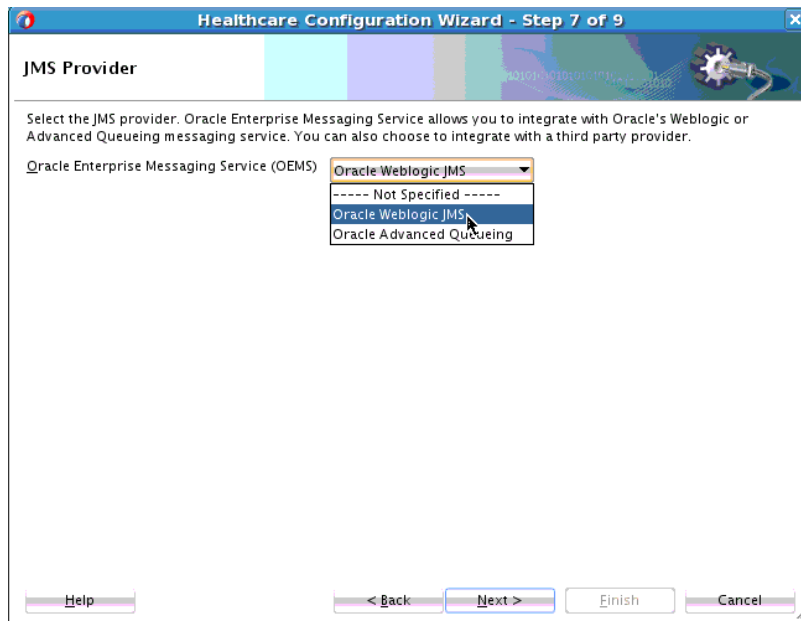 Healthcare Configuration Wizard - Step 7 of 9
JMS Provider
Select the JMS provider. Oracle Enterprise Messaging Service allows you to integrate with Oracle's Weblogic or
Advanced Queueing messaging service. You can also choose to integrate with a third party provider.
Oracle Enterprise Messaging Service (OEMS)
Oracle Weblogic JMS
----- Not Specified -----
Oracle Weblogic JMS
Oracle Advanced Queueing
Help
< Back
Next >
Finish
Cancel